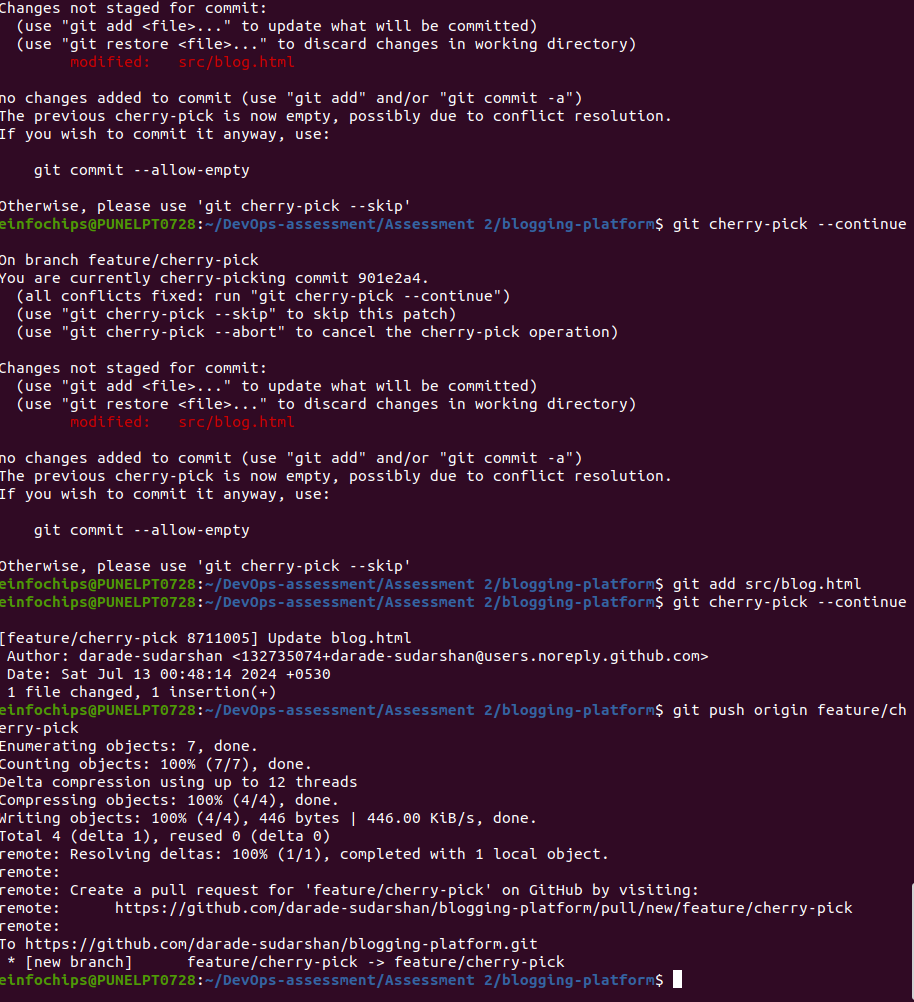 Changes not staged for commit:
  (use "git add <file>..." to update what will be committed)
  (use "git restore <file>..." to discard changes in working directory)
        modified:   src/blog.html

no changes added to commit (use "git add" and/or "git commit -a")
The previous cherry-pick is now empty, possibly due to conflict resolution.
If you wish to commit it anyway, use:

    git commit --allow-empty

Otherwise, please use 'git cherry-pick --skip'
einfochips@PUNELPT0728:~/DevOps-assessment/Assessment 2/blogging-platform$ git cherry-pick --continue

On branch feature/cherry-pick
You are currently cherry-picking commit 901e2a4.
  (all conflicts fixed: run "git cherry-pick --continue")
  (use "git cherry-pick --skip" to skip this patch)
  (use "git cherry-pick --abort" to cancel the cherry-pick operation)

Changes not staged for commit:
  (use "git add <file>..." to update what will be committed)
  (use "git restore <file>..." to discard changes in working directory)
        modified:   src/blog.html

no changes added to commit (use "git add" and/or "git commit -a")
The previous cherry-pick is now empty, possibly due to conflict resolution.
If you wish to commit it anyway, use:

    git commit --allow-empty

Otherwise, please use 'git cherry-pick --skip'
einfochips@PUNELPT0728:~/DevOps-assessment/Assessment 2/blogging-platform$ git add src/blog.html
einfochips@PUNELPT0728:~/DevOps-assessment/Assessment 2/blogging-platform$ git cherry-pick --continue

[feature/cherry-pick 8711005] Update blog.html
 Author: darade-sudarshan <132735074+darade-sudarshan@users.noreply.github.com>
 Date: Sat Jul 13 00:48:14 2024 +0530
 1 file changed, 1 insertion(+)
einfochips@PUNELPT0728:~/DevOps-assessment/Assessment 2/blogging-platform$ git push origin feature/ch
erry-pick
Enumerating objects: 7, done.
Counting objects: 100% (7/7), done.
Delta compression using up to 12 threads
Compressing objects: 100% (4/4), done.
Writing objects: 100% (4/4), 446 bytes | 446.00 KiB/s, done.
Total 4 (delta 1), reused 0 (delta 0)
remote: Resolving deltas: 100% (1/1), completed with 1 local object.
remote:
remote: Create a pull request for 'feature/cherry-pick' on GitHub by visiting:
remote:      https://github.com/darade-sudarshan/blogging-platform/pull/new/feature/cherry-pick
remote:
To https://github.com/darade-sudarshan/blogging-platform.git
 * [new branch]      feature/cherry-pick -> feature/cherry-pick
einfochips@PUNELPT0728:~/DevOps-assessment/Assessment 2/blogging-platform$